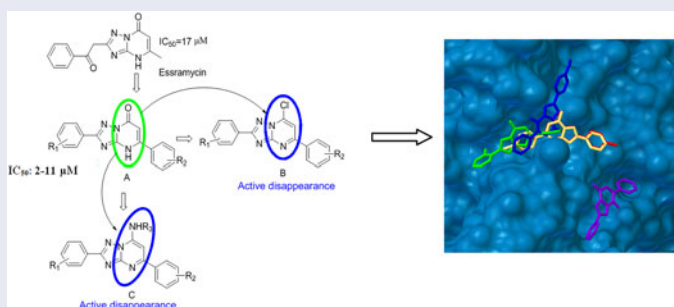 O
N N
IC50=17 μM
N N
H
O
Essramycin
O
Cl
N N
N N
R1
N N
H
R2
R1
N N
R2
IC50: 2-11 μM
A
B
Active disappearance
NHR3
N N
R1
N N
R2
C
Active disappearance